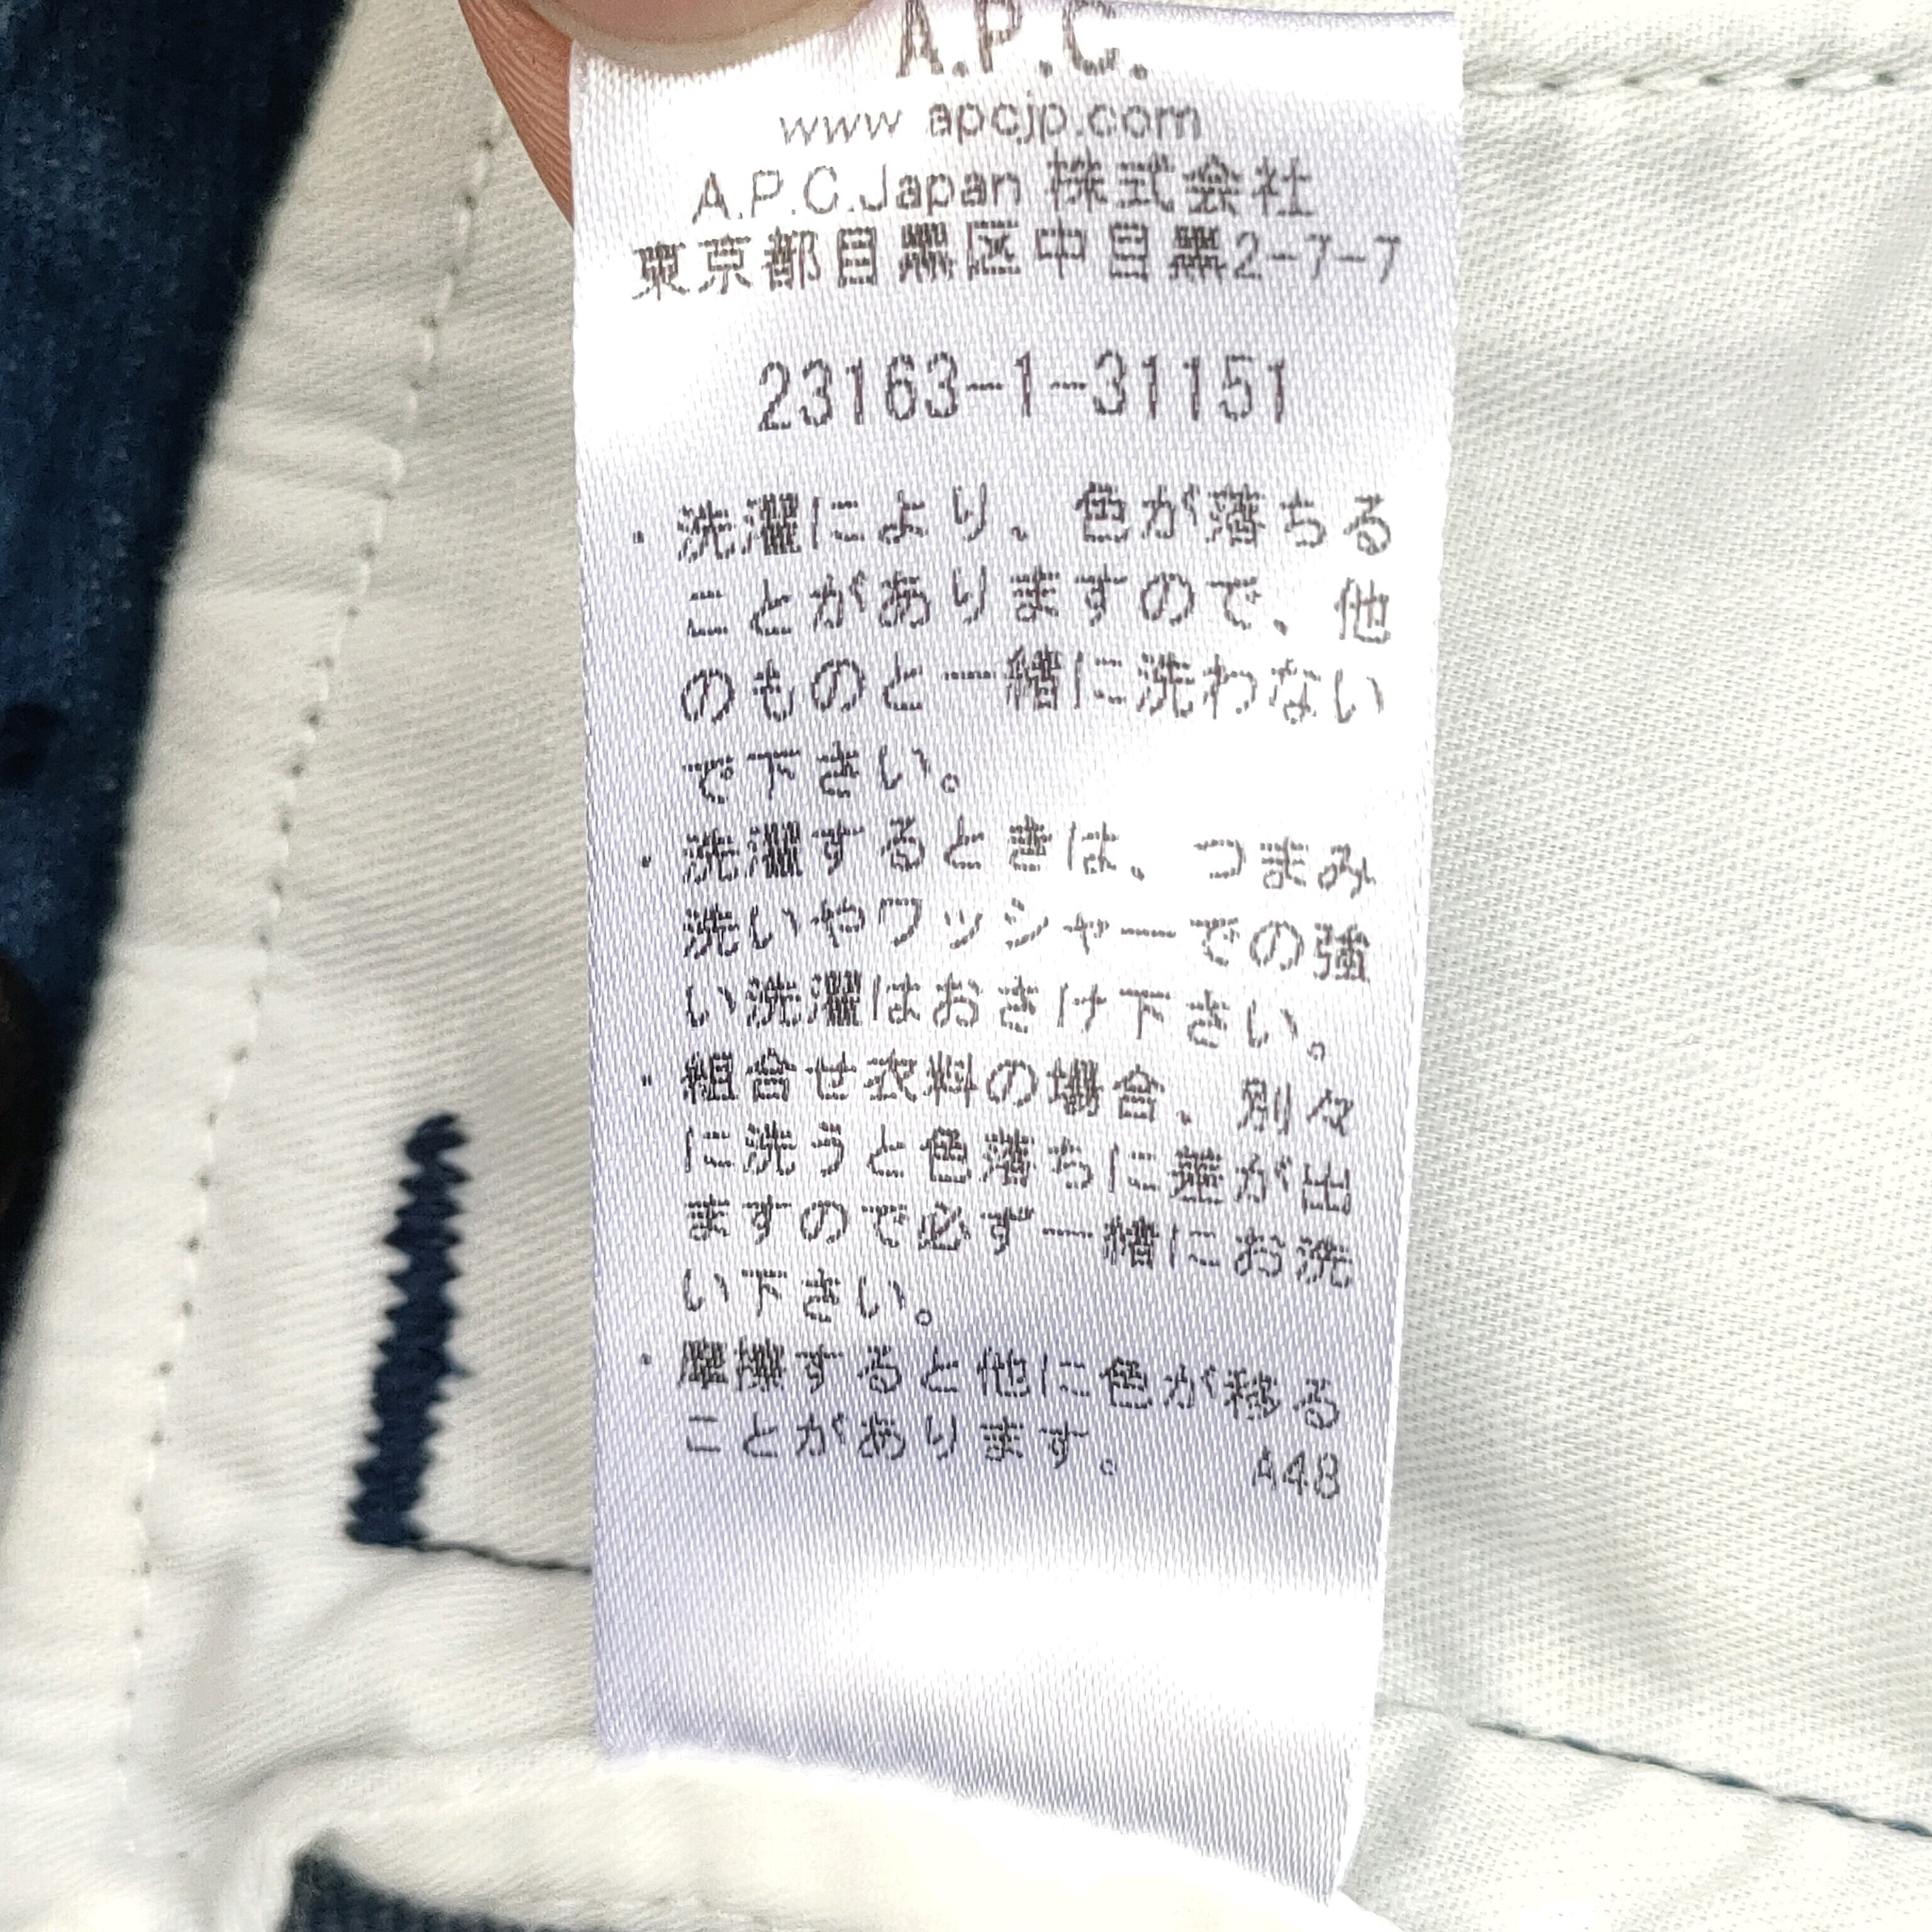 A.P.C.
www apcjp.com
A.P.C.Japan 株式会社
東京都目黒区中目黒2-7-7
23163-1-31151
・洗濯により、色が落ちる
ことがありますので、他
のものと一緒に洗わない
で下さい。
・洗濯するときは、つまみ
洗いやワッシャーでの強
い洗濯はおさけ下さい。
・組合せ衣料の場合、別々
に洗うと色落ちに差が出
ますので必ず一緒にお洗
い下さい。
・摩擦すると他に色が移る
ことがあります。 A48